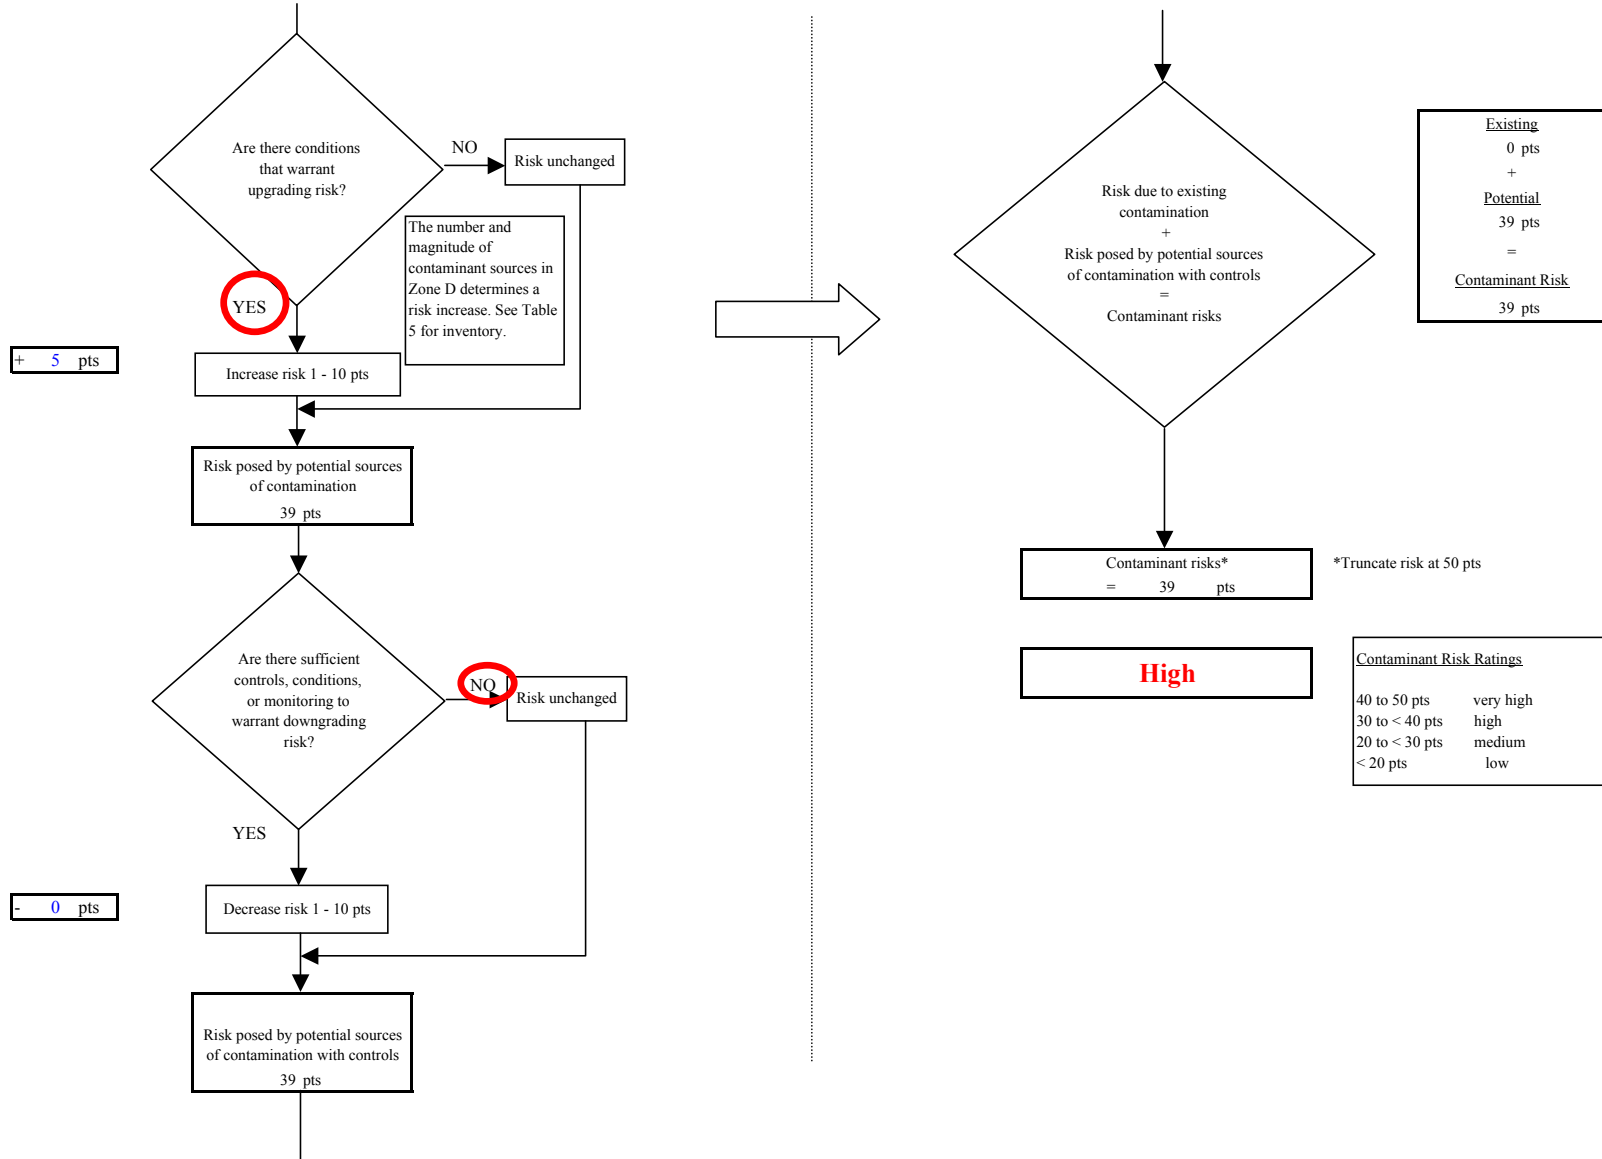 Are there conditions
that warrant
upgrading risk?
NO
Risk unchanged
The number and
magnitude of
contaminant sources in
Zone D determines a
risk increase. See Table
5 for inventory.
YES
+ 5 pts
Increase risk 1 - 10 pts
Risk posed by potential sources
of contamination
39 pts
Are there sufficient
controls, conditions,
or monitoring to
warrant downgrading
risk?
NO
Risk unchanged
YES
- 0 pts
Decrease risk 1 - 10 pts
Risk posed by potential sources
of contamination with controls
39 pts
Risk due to existing
contamination
+
Risk posed by potential sources
of contamination with controls
=
Contaminant risks
Existing
0 pts
+
Potential
39 pts
=
Contaminant Risk
39 pts
Contaminant risks*
= 39 pts
*Truncate risk at 50 pts
High
Contaminant Risk Ratings
40 to 50 pts very high
30 to < 40 pts high
20 to < 30 pts medium
< 20 pts low